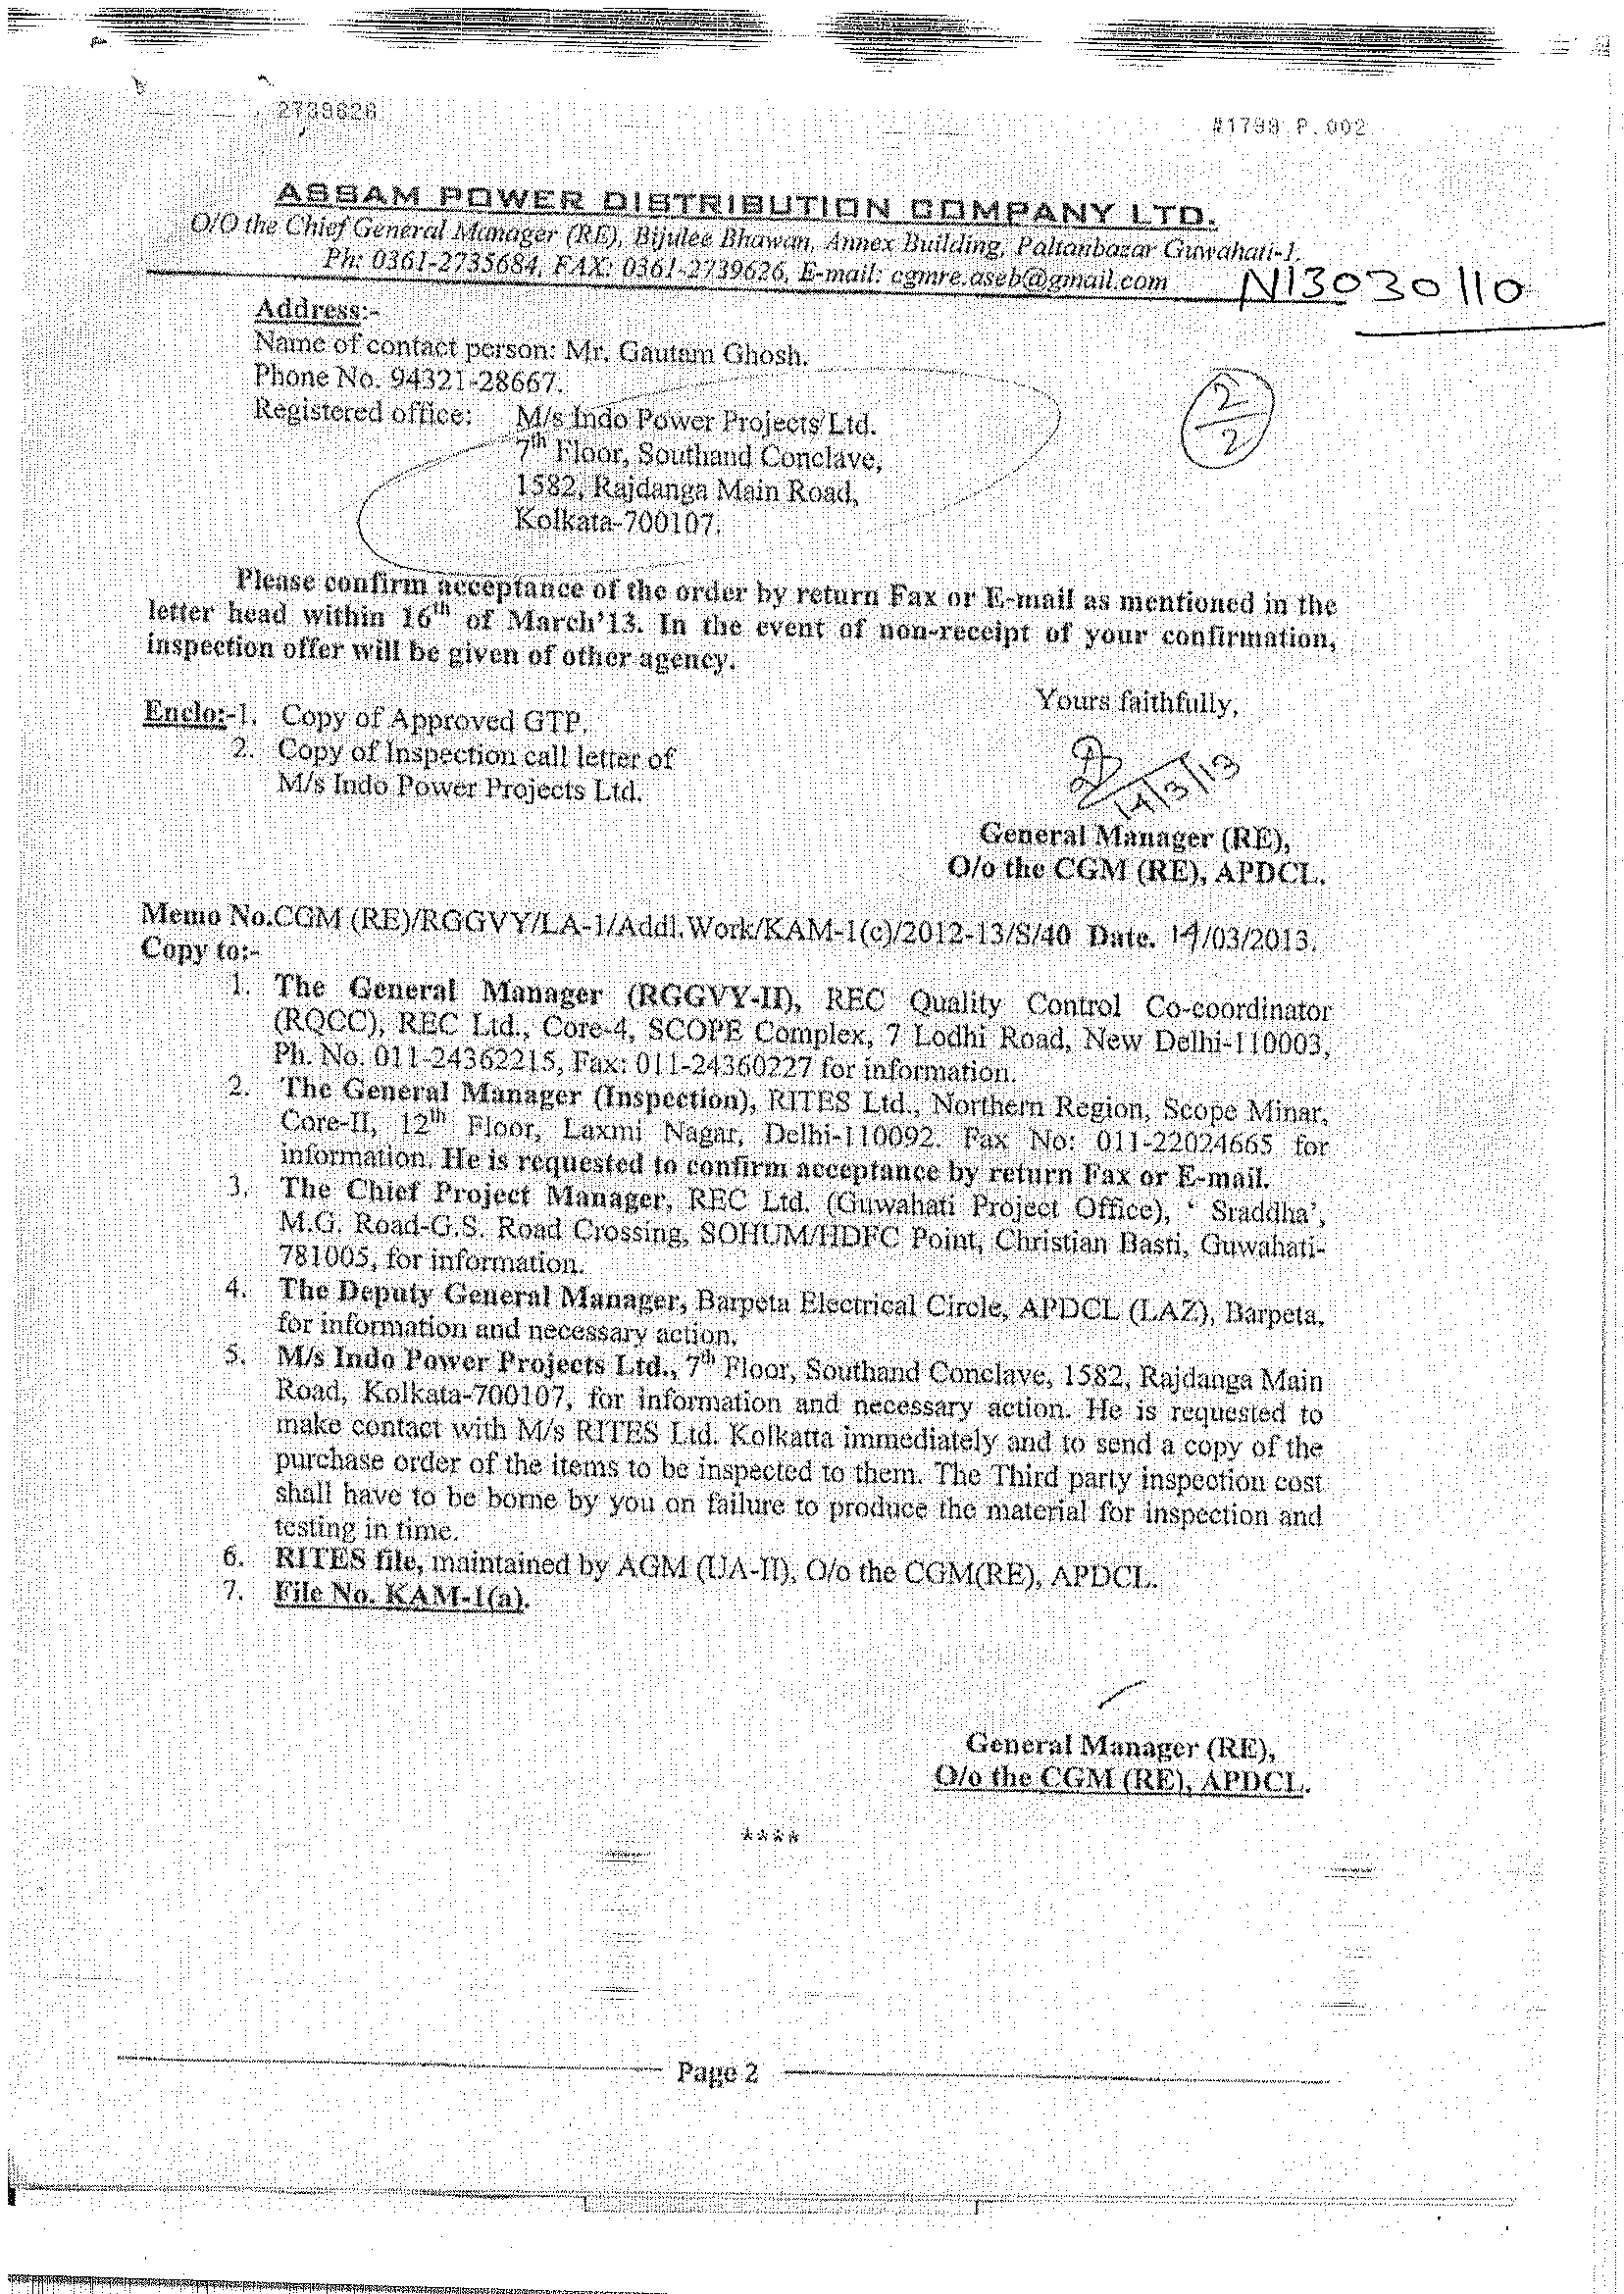 2739626
#1799 P.002
ASSAM POWER DISTRIBUTION COMPANY LTD.
O/O the Chief General Manager (RE), Bijulee Bhawan, Annex Building, Paltanbazar Guwahati-1.
Ph: 0361-2735684, FAX: 0361-2739626, E-mail: cgmre.aseb@gmail.com
N13030110
Address:-
Name of contact person: Mr. Gautam Ghosh.
Phone No. 94321-28667.
Registered office: M/s Indo Power Projects Ltd.
7th Floor, Southand Conclave,
1582, Rajdanga Main Road,
Kolkata-700107.
2/2
Please confirm acceptance of the order by return Fax or E-mail as mentioned in the
letter head within 16th of March'13. In the event of non-receipt of your confirmation,
inspection offer will be given of other agency.
Yours faithfully,
Enclo:-1. Copy of Approved GTP.
2. Copy of Inspection call letter of
M/s Indo Power Projects Ltd.
14/3/13
General Manager (RE),
O/o the CGM (RE), APDCL.
Memo No.CGM (RE)/RGGVY/LA-1/Addl.Work/KAM-1(c)/2012-13/S/40 Date. 14/03/2013.
Copy to:-
1. The General Manager (RGGVY-II), REC Quality Control Co-coordinator
(RQCC), REC Ltd., Core-4, SCOPE Complex, 7 Lodhi Road, New Delhi-110003,
Ph. No. 011-24362215, Fax: 011-24360227 for information.
2. The General Manager (Inspection), RITES Ltd., Northern Region, Scope Minar,
Core-II, 12th Floor, Laxmi Nagar, Delhi-110092. Fax No: 011-22024665 for
information. He is requested to confirm acceptance by return Fax or E-mail.
3. The Chief Project Manager, REC Ltd. (Guwahati Project Office), ' Sraddha',
M.G. Road-G.S. Road Crossing, SOHUM/HDFC Point, Christian Basti, Guwahati-
781005, for information.
4. The Deputy General Manager, Barpeta Electrical Circle, APDCL (LAZ), Barpeta,
for information and necessary action.
5. M/s Indo Power Projects Ltd., 7th Floor, Southand Conclave, 1582, Rajdanga Main
Road, Kolkata-700107, for information and necessary action. He is requested to
make contact with M/s RITES Ltd. Kolkatta immediately and to send a copy of the
purchase order of the items to be inspected to them. The Third party inspection cost
shall have to be borne by you on failure to produce the material for inspection and
testing in time.
6. RITES file, maintained by AGM (UA-II), O/o the CGM(RE), APDCL.
7. File No. KAM-1(a).
General Manager (RE),
O/o the CGM (RE), APDCL.
****
Page 2